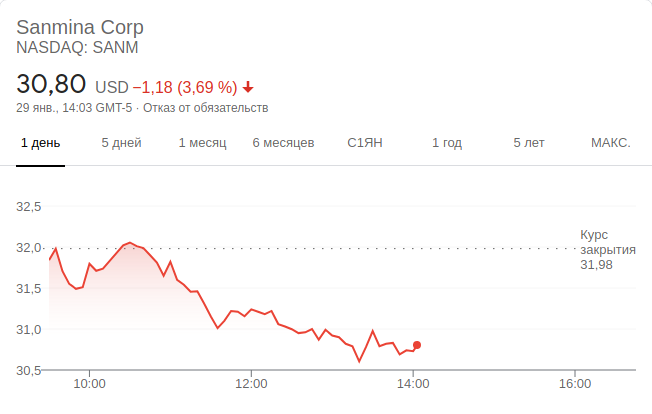 Sanmina Corp
NASDAQ: SANM
30,80 USD −1,18 (3,69 %)
29 янв., 14:03 GMT-5 · Отказ от обязательств
1 день 5 дней 1 месяц 6 месяцев С1ЯН 1 год 5 лет МАКС.
32,5
Курс
32,0
закрытия
31,98
31,5
31,0
30,5
10:00 12:00 14:00 16:00